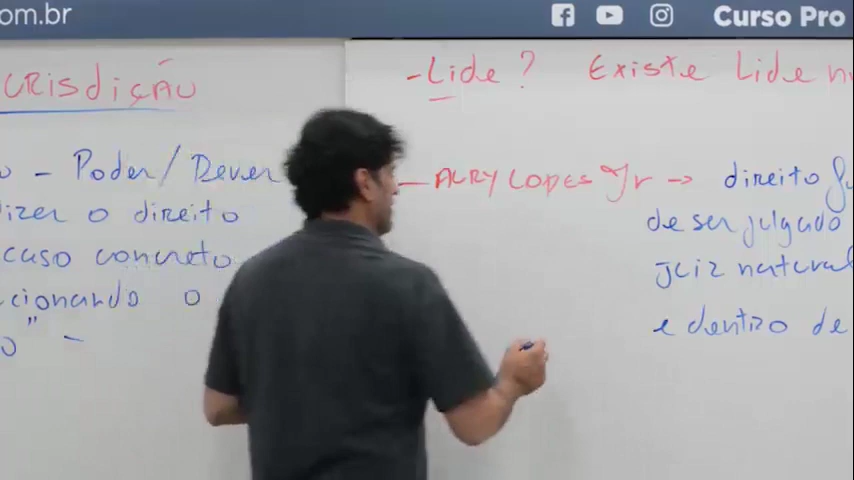 om.br
Curso Pro
URISDIÇÃO
o - Poder/Dever
dizer o direito
caso concreto
cionando o
o" -
- Lide? Existe Lide n
- AURY LOPES Jr → direito fu
de ser julgado
juiz natural
e dentro de